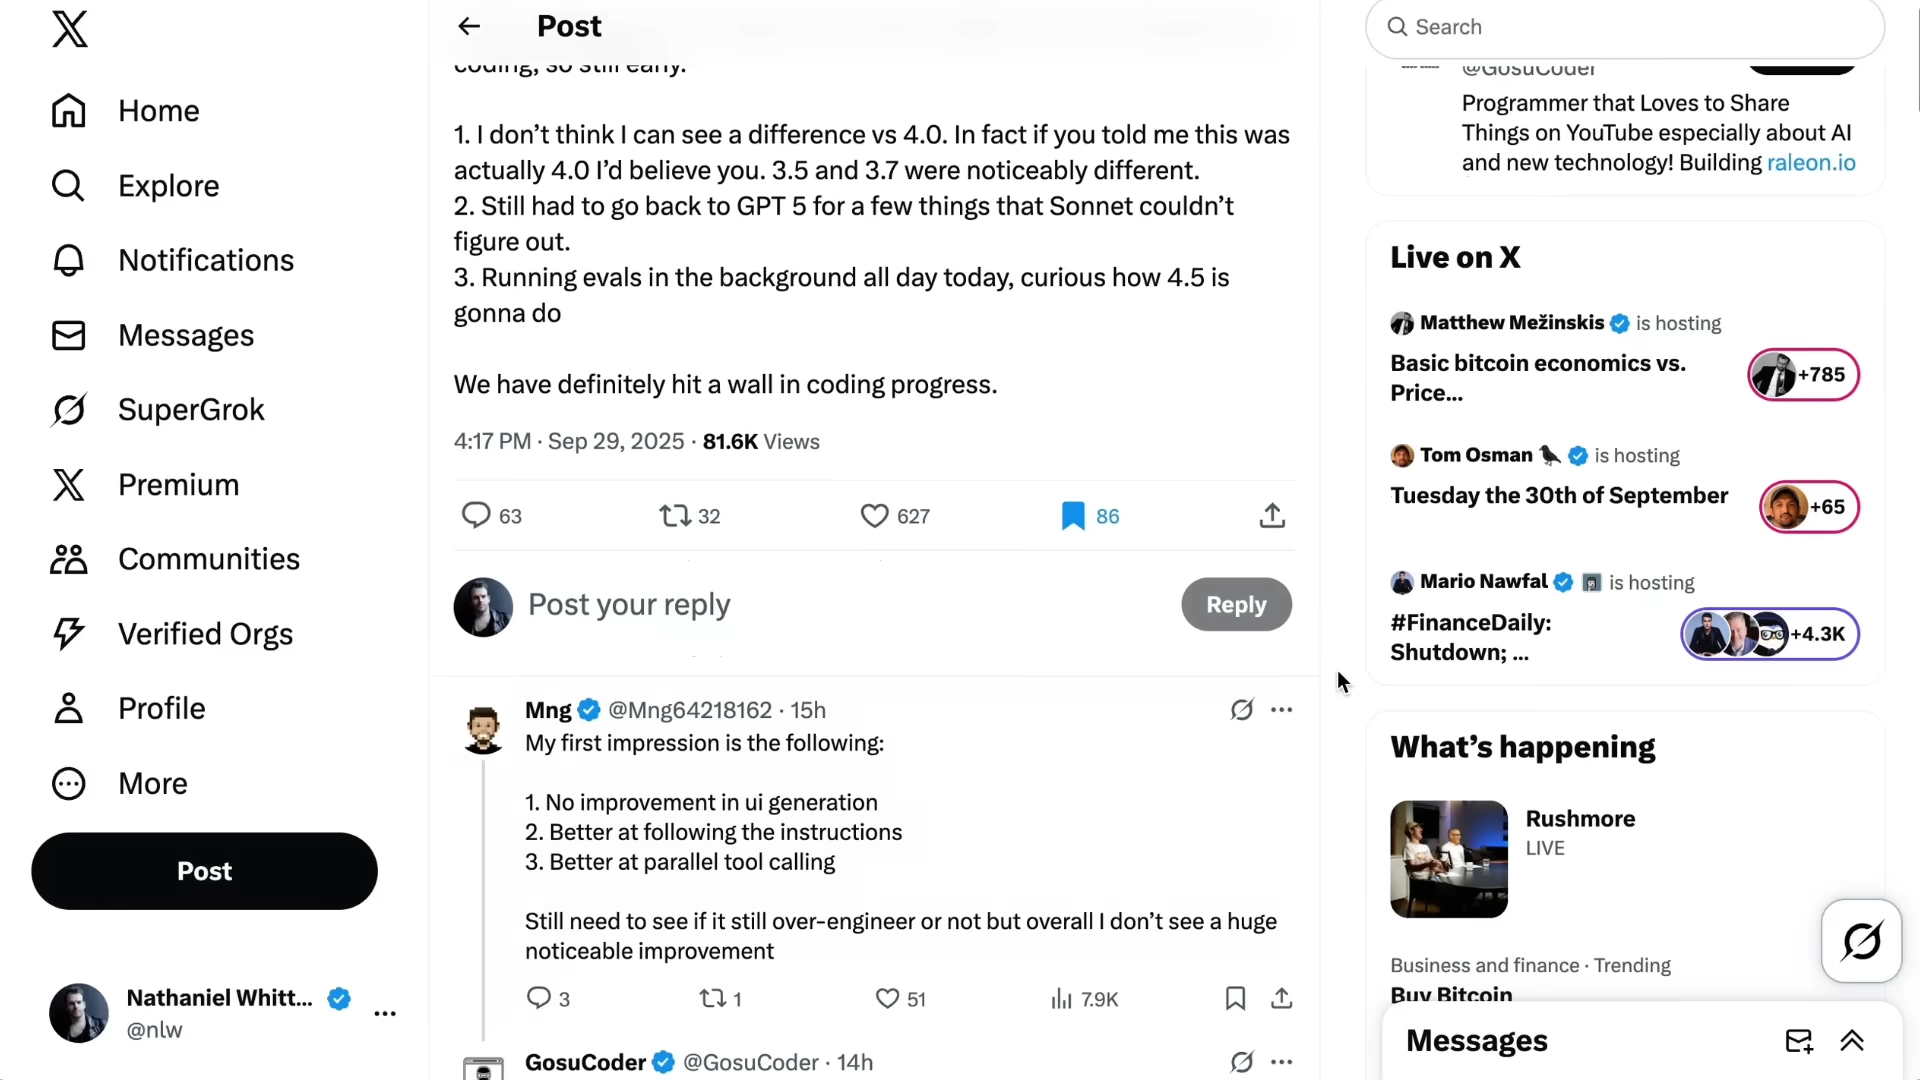 Post
coding, so still early.
1. I don’t think I can see a difference vs 4.0. In fact if you told me this was
actually 4.0 I’d believe you. 3.5 and 3.7 were noticeably different.
2. Still had to go back to GPT 5 for a few things that Sonnet couldn’t
figure out.
3. Running evals in the background all day today, curious how 4.5 is
gonna do
We have definitely hit a wall in coding progress.
4:17 PM · Sep 29, 2025 · 81.6K Views
63
32
627
86
Post your reply
Reply
Mng @Mng64218162 · 15h
My first impression is the following:
1. No improvement in ui generation
2. Better at following the instructions
3. Better at parallel tool calling
Still need to see if it still over-engineer or not but overall I don’t see a huge
noticeable improvement
3
1
51
7.9K
GosuCoder @GosuCoder · 14h
Home
Explore
Notifications
Messages
SuperGrok
Premium
Communities
Verified Orgs
Profile
More
Post
Nathaniel Whitt...
@nlw
Search
@GosuCoder
Programmer that Loves to Share
Things on YouTube especially about AI
and new technology! Building raleon.io
Live on X
Matthew Mežinskis is hosting
Basic bitcoin economics vs.
Price...
+785
Tom Osman is hosting
Tuesday the 30th of September
+65
Mario Nawfal is hosting
#FinanceDaily:
Shutdown; ...
+4.3K
What’s happening
Rushmore
LIVE
Business and finance · Trending
Buy Bitcoin
Messages